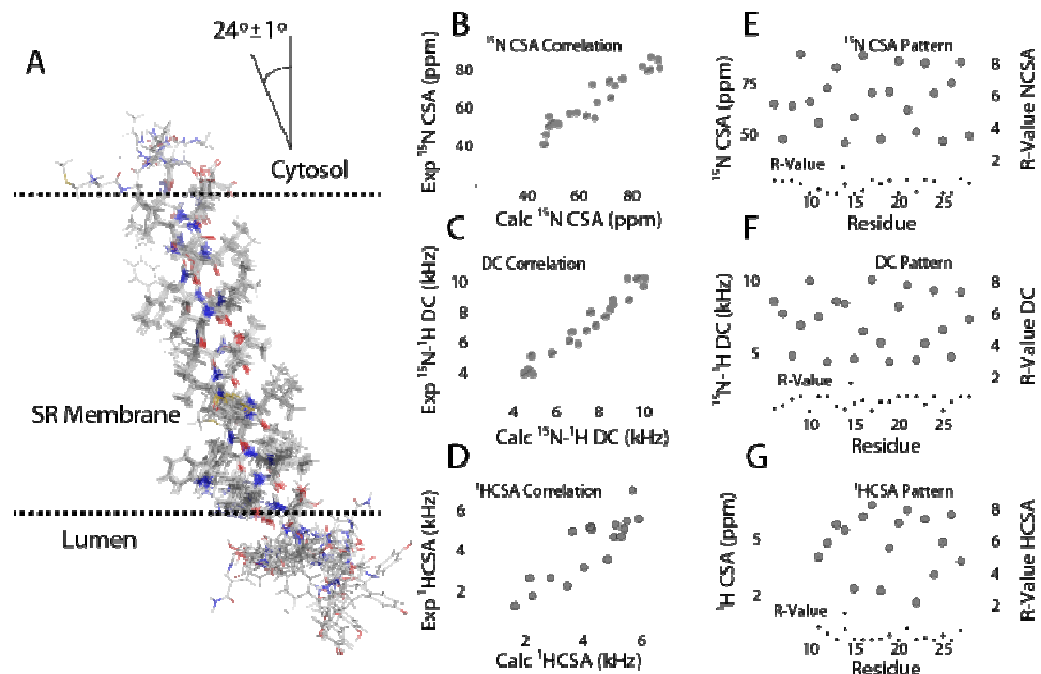 A
24º±1º
Cytosol
SR Membrane
Lumen
B
¹⁵N CSA Correlation
Exp ¹⁵N CSA (ppm)
80
60
40
40 60 80
Calc ¹⁵N CSA (ppm)
C
DC Correlation
Exp ¹⁵N-¹H DC (kHz)
10
8
6
4
4 6 8 10
Calc ¹⁵N-¹H DC (kHz)
D
¹HCSA Correlation
Exp ¹HCSA (kHz)
6
4
2
2 4 6
Calc ¹HCSA (kHz)
E
¹⁵N CSA Pattern
¹⁵N CSA (ppm)
75
50
R-Value
8
6
4
2
R-Value NCSA
10 15 20 25
Residue
F
DC Pattern
¹⁵N-¹H DC (kHz)
10
5
R-Value
8
6
4
2
R-Value DC
10 15 20 25
Residue
G
¹HCSA Pattern
¹H CSA (ppm)
5
2
R-Value
8
6
4
2
R-Value HCSA
10 15 20 25
Residue